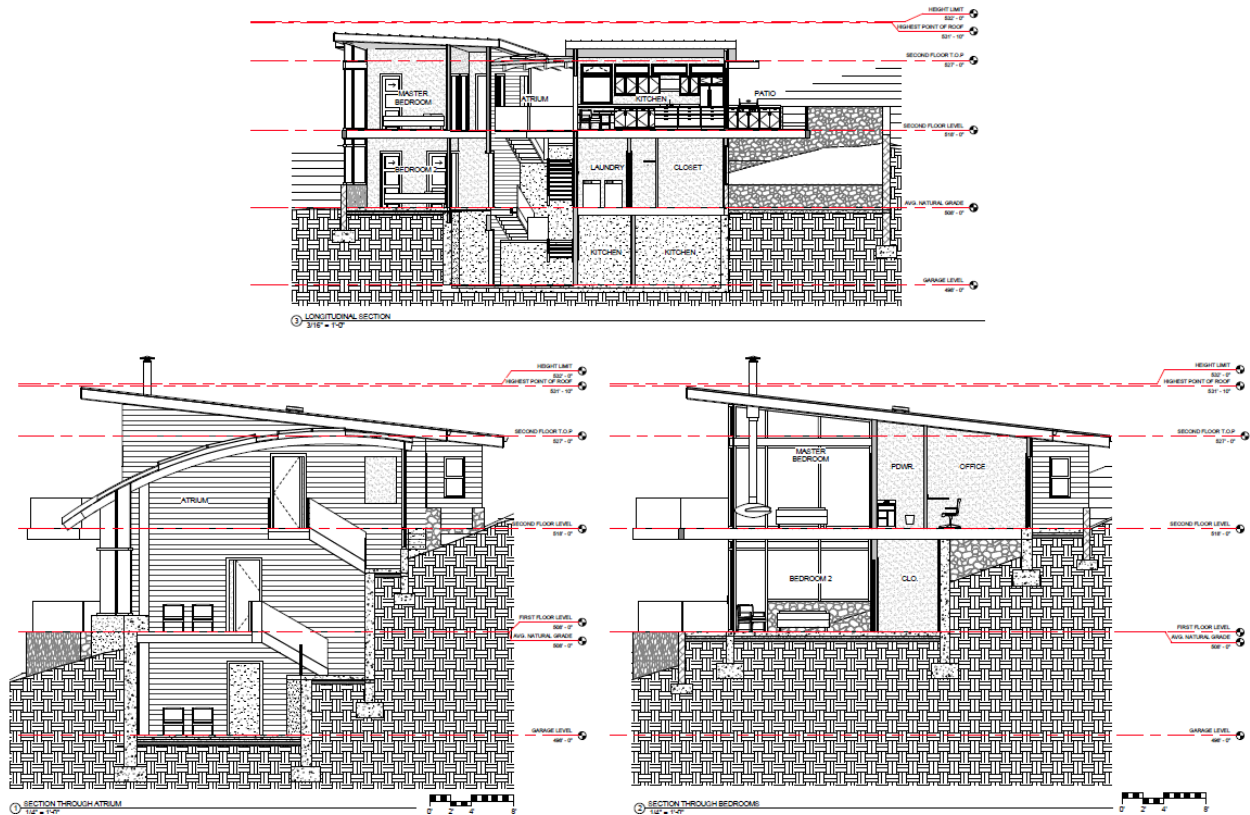 HEIGHT LIMIT
532' - 0"
HIGHEST POINT OF ROOF
531' - 10"
SECOND FLOOR T.O.P
527' - 0"
MASTER
BEDROOM
ATRIUM
KITCHEN
PATIO
SECOND FLOOR LEVEL
518' - 0"
BEDROOM 2
LAUNDRY
CLOSET
AVG. NATURAL GRADE
508' - 0"
KITCHEN
KITCHEN
GARAGE LEVEL
498' - 0"
3
LONGITUDINAL SECTION
3/16" = 1'-0"
HEIGHT LIMIT
532' - 0"
HIGHEST POINT OF ROOF
531' - 10"
SECOND FLOOR T.O.P
527' - 0"
ATRIUM
SECOND FLOOR LEVEL
518' - 0"
FIRST FLOOR LEVEL
508' - 0"
AVG. NATURAL GRADE
508' - 0"
GARAGE LEVEL
498' - 0"
1
SECTION THROUGH ATRIUM
1/4" = 1'-0"
0' 2' 4' 8'
HEIGHT LIMIT
532' - 0"
HIGHEST POINT OF ROOF
531' - 10"
SECOND FLOOR T.O.P
527' - 0"
MASTER
BEDROOM
PDWR.
OFFICE
SECOND FLOOR LEVEL
518' - 0"
BEDROOM 2
CLO.
FIRST FLOOR LEVEL
AVG. NATURAL GRADE
508' - 0"
GARAGE LEVEL
498' - 0"
2
SECTION THROUGH BEDROOMS
1/4" = 1'-0"
0' 2' 4' 8'